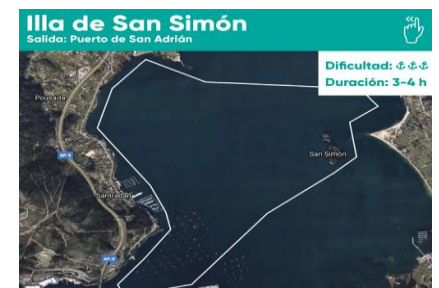 Illa de San Simón
Salida: Puerto de San Adrián
Dificultad:
Duración: 3-4 h
Pousada
AP-9
San Simón
Santradán
AP-9